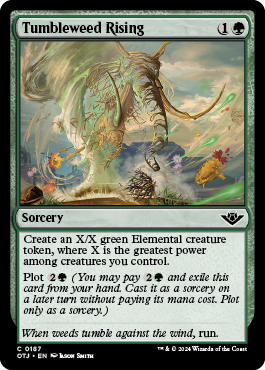 Tumbleweed Rising 1
Sorcery
Create an X/X green Elemental creature
token, where X is the greatest power
among creatures you control.
Plot 2 (You may pay 2 and exile this
card from your hand. Cast it as a sorcery on
a later turn without paying its mana cost. Plot
only as a sorcery.)
When weeds tumble against the wind, run.
C 0187
OTJ • EN Jason Smith
™ & © 2024 Wizards of the Coast